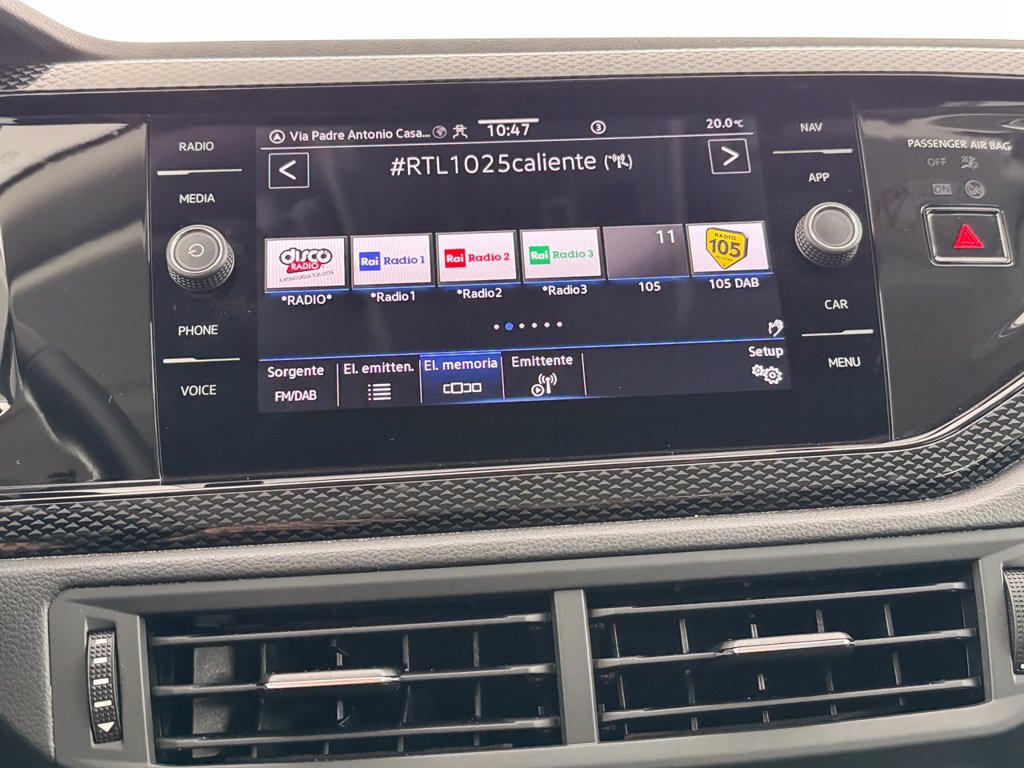 RADIO
MEDIA
PHONE
VOICE
Via Padre Antonio Casa...
10:47
3
20.0°C
<
#RTL1025caliente
>
disco
RADIO
*RADIO*
Rai Radio 1
*Radio1
Rai Radio 2
*Radio2
Rai Radio 3
*Radio3
11
105
RADIO
105
105 DAB
Sorgente
FM/DAB
El. emitten.
El. memoria
Emittente
Setup
NAV
APP
CAR
MENU
PASSENGER AIR BAG
OFF
ON